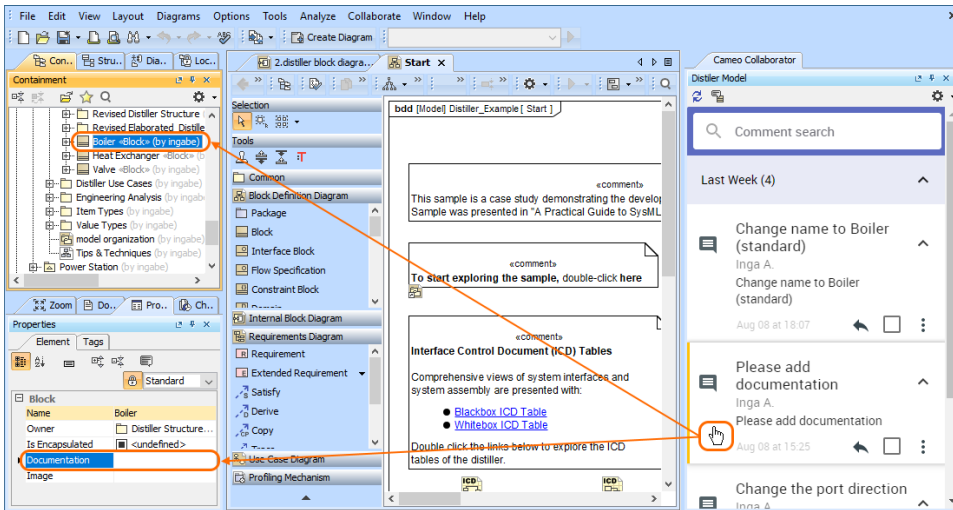 File Edit View Layout Diagrams Options Tools Analyze Collaborate Window Help
Create Diagram
Con.. Stru.. Dia.. Loc..
Containment
Revised Distiller Structure
Revised Elaborated Distille
Boiler «Block» (by ingabe)
Heat Exchanger «Block» (b
Valve «Block» (by ingabe)
Distiller Use Cases (by ingabe)
Engineering Analysis (by ingab
Item Types (by ingabe)
Value Types (by ingabe)
model organization (by ingabe)
Tips & Techniques (by ingabe)
Power Station (by ingabe)
Zoom Do.. Pro.. Ch..
Properties
Element Tags
Standard
Block
Name Boiler
Owner Distiller Structure...
Is Encapsulated <undefined>
Documentation
Image
2.distiller block diagra... Start
Selection
Tools
Common
Block Definition Diagram
Package
Block
Interface Block
Flow Specification
Constraint Block
Internal Block Diagram
Requirements Diagram
Requirement
Extended Requirement
Satisfy
Derive
Copy
Use Case Diagram
Profiling Mechanism
bdd [Model] Distiller_Example [ Start ]
«comment»
This sample is a case study demonstrating the develop
Sample was presented in "A Practical Guide to SysML
«comment»
To start exploring the sample, double-click here
«comment»
Interface Control Document (ICD) Tables
Comprehensive views of system interfaces and
system assembly are presented with:
Blackbox ICD Table
Whitebox ICD Table
Double click the links below to explore the ICD
tables of the distiller.
ICD ICD
Cameo Collaborator
Distiller Model
Comment search
Last Week (4)
Change name to Boiler
(standard)
Inga A.
Change name to Boiler
(standard)
Aug 08 at 18:07
Please add
documentation
Inga A.
Please add documentation
Aug 08 at 15:25
Change the port direction
Inga A.